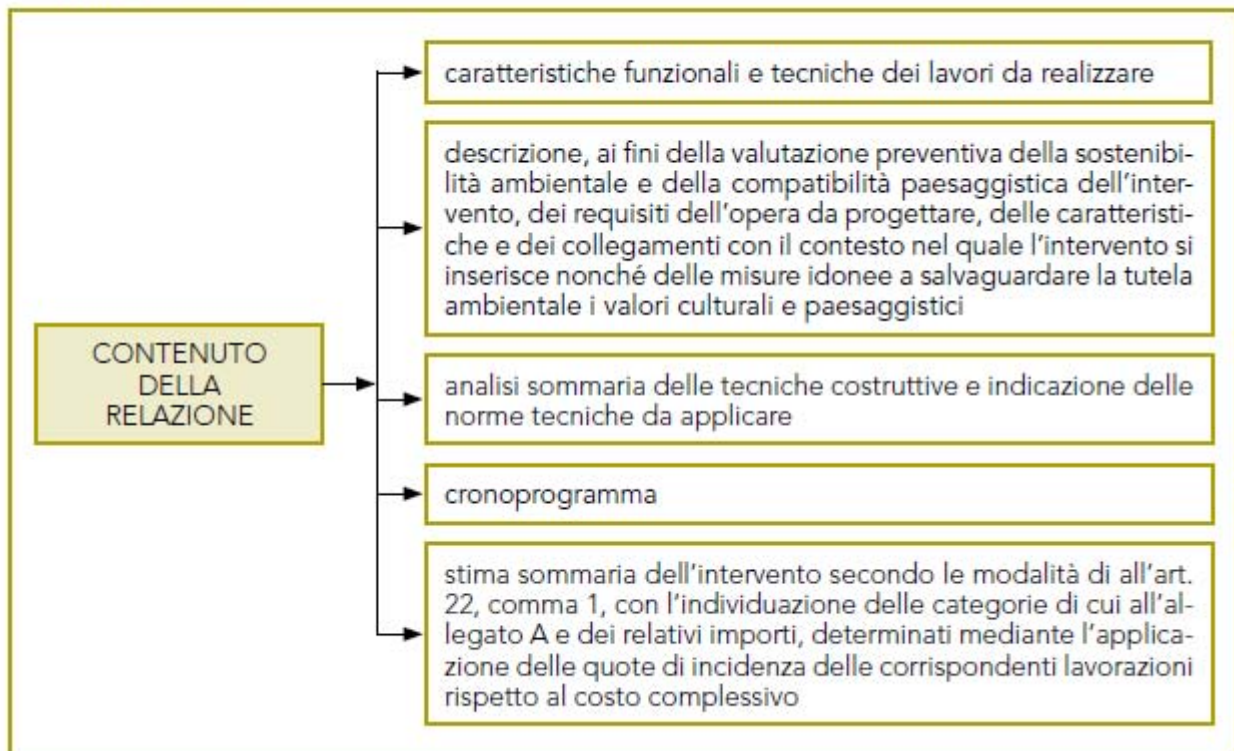 CONTENUTO
DELLA
RELAZIONE
caratteristiche funzionali e tecniche dei lavori da realizzare
descrizione, ai fini della valutazione preventiva della sostenibi-
lità ambientale e della compatibilità paesaggistica dell'inter-
vento, dei requisiti dell'opera da progettare, delle caratteristi-
che e dei collegamenti con il contesto nel quale l'intervento si
inserisce nonché delle misure idonee a salvaguardare la tutela
ambientale i valori culturali e paesaggistici
analisi sommaria delle tecniche costruttive e indicazione delle
norme tecniche da applicare
cronoprogramma
stima sommaria dell'intervento secondo le modalità di all'art.
22, comma 1, con l'individuazione delle categorie di cui all'al-
legato A e dei relativi importi, determinati mediante l'applica-
zione delle quote di incidenza delle corrispondenti lavorazioni
rispetto al costo complessivo